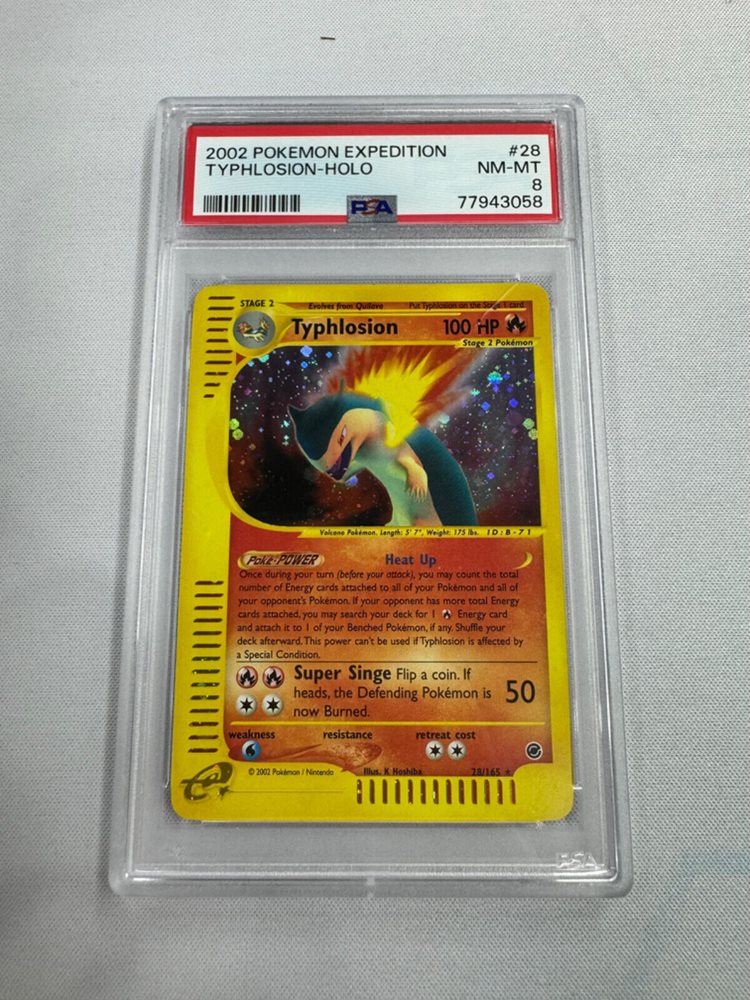 2002 POKEMON EXPEDITION #28
TYPHLOSION-HOLO NM-MT
8
PSA 77943058
STAGE 2 Evolves from Quilava Put Typhlosion on the Stage 1 card.
Typhlosion 100 HP
Stage 2 Pokémon
Volcano Pokémon. Length: 5' 7", Weight: 175 lbs. ID: B-71
Poké-POWER Heat Up
Once during your turn (before your attack), you may count the total
number of Energy cards attached to all of your Pokémon and all of
your opponent's Pokémon. If your opponent has more total Energy
cards attached, you may search your deck for 1 Energy card
and attach it to 1 of your Benched Pokémon, if any. Shuffle your
deck afterward. This power can't be used if Typhlosion is affected by
a Special Condition.
Super Singe Flip a coin. If
heads, the Defending Pokémon is 50
now Burned.
weakness resistance retreat cost
© 2002 Pokémon / Nintendo Illus. K Hoshiba 28/165 ★
e
PSA